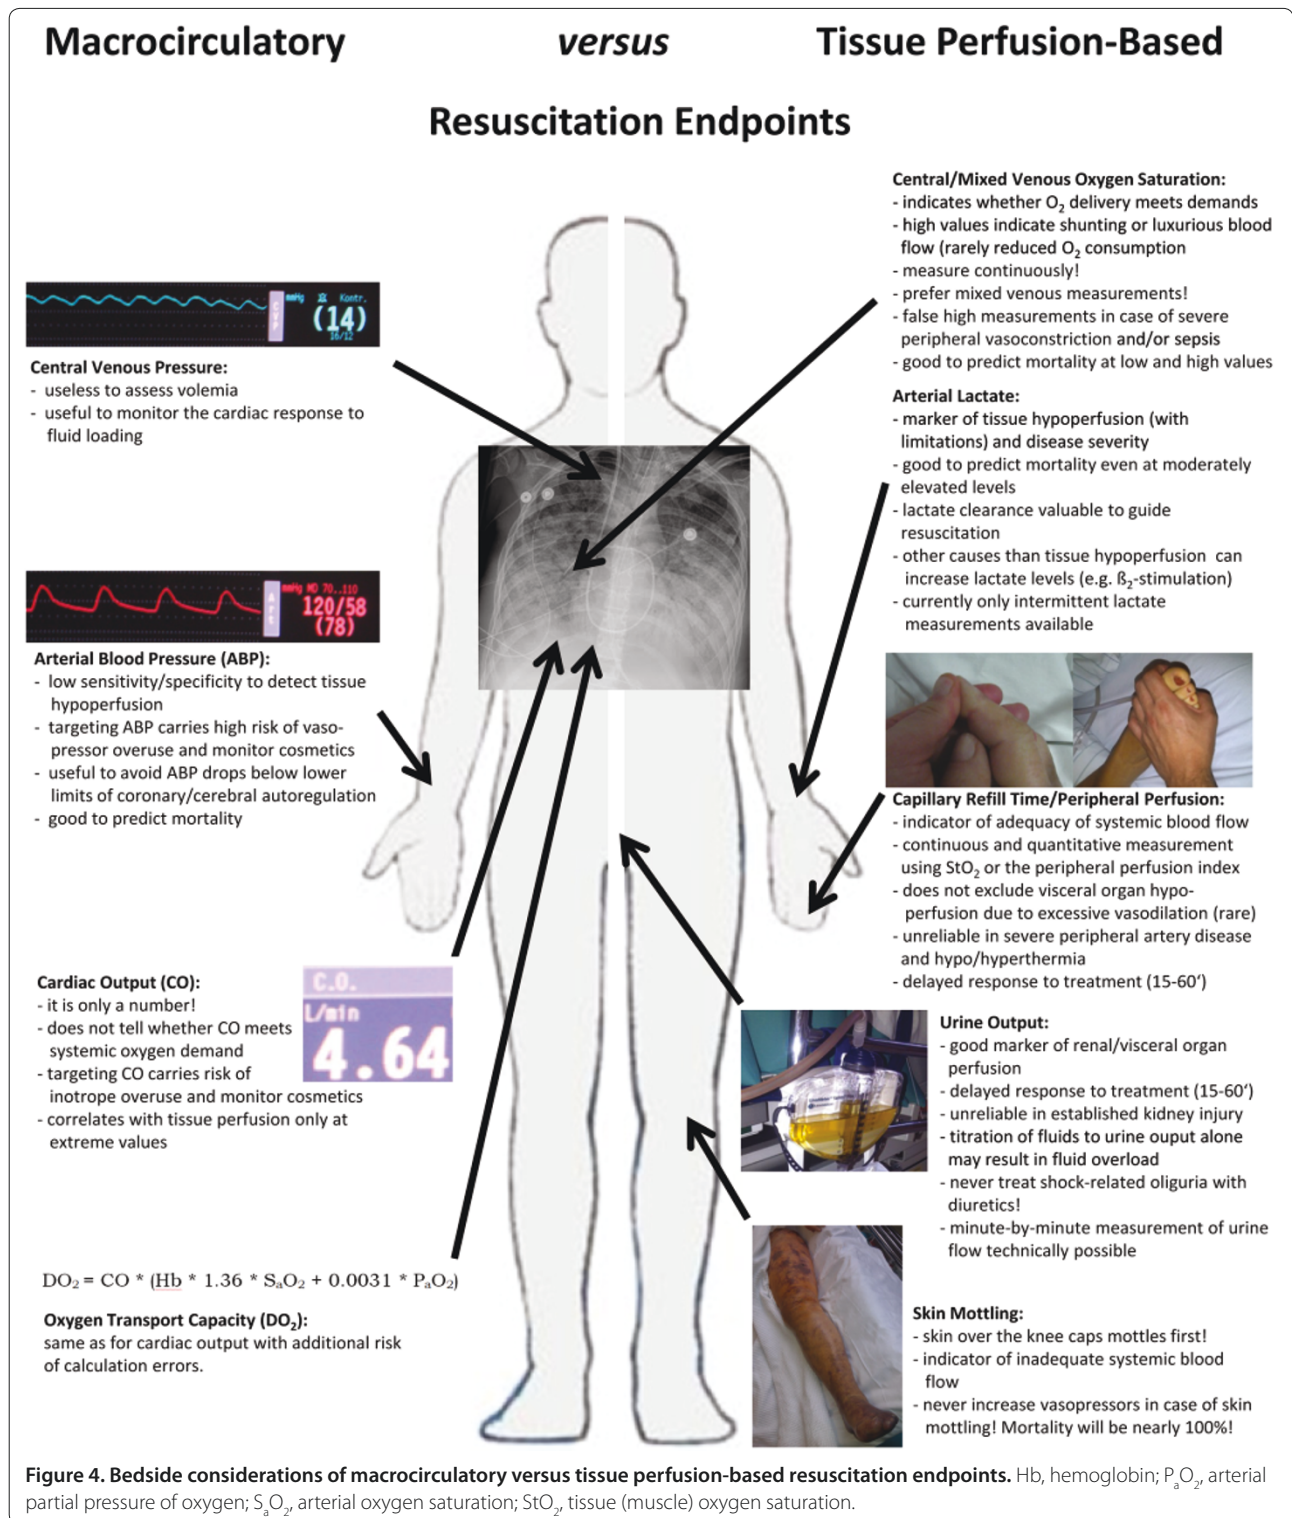 Macrocirculatory versus Tissue Perfusion-Based
Resuscitation Endpoints
mmHg Kontr.
CVP
(14)
16/12
Central Venous Pressure:
- useless to assess volemia
- useful to monitor the cardiac response to
fluid loading
mmHg MO 70..110
Art
120/58
(78)
Arterial Blood Pressure (ABP):
- low sensitivity/specificity to detect tissue
hypoperfusion
- targeting ABP carries high risk of vaso-
pressor overuse and monitor cosmetics
- useful to avoid ABP drops below lower
limits of coronary/cerebral autoregulation
- good to predict mortality
Cardiac Output (CO):
- it is only a number!
- does not tell whether CO meets
systemic oxygen demand
- targeting CO carries risk of
inotrope overuse and monitor cosmetics
- correlates with tissue perfusion only at
extreme values
C.O.
L/min
4.64
DO₂ = CO * (Hb * 1.36 * SₐO₂ + 0.0031 * PₐO₂)
Oxygen Transport Capacity (DO₂):
same as for cardiac output with additional risk
of calculation errors.
Central/Mixed Venous Oxygen Saturation:
- indicates whether O₂ delivery meets demands
- high values indicate shunting or luxurious blood
flow (rarely reduced O₂ consumption
- measure continuously!
- prefer mixed venous measurements!
- false high measurements in case of severe
peripheral vasoconstriction and/or sepsis
- good to predict mortality at low and high values
Arterial Lactate:
- marker of tissue hypoperfusion (with
limitations) and disease severity
- good to predict mortality even at moderately
elevated levels
- lactate clearance valuable to guide
resuscitation
- other causes than tissue hypoperfusion can
increase lactate levels (e.g. ß₂-stimulation)
- currently only intermittent lactate
measurements available
Capillary Refill Time/Peripheral Perfusion:
- indicator of adequacy of systemic blood flow
- continuous and quantitative measurement
using StO₂ or the peripheral perfusion index
- does not exclude visceral organ hypo-
perfusion due to excessive vasodilation (rare)
- unreliable in severe peripheral artery disease
and hypo/hyperthermia
- delayed response to treatment (15-60‘)
Urine Output:
- good marker of renal/visceral organ
perfusion
- delayed response to treatment (15-60‘)
- unreliable in established kidney injury
- titration of fluids to urine ouput alone
may result in fluid overload
- never treat shock-related oliguria with
diuretics!
- minute-by-minute measurement of urine
flow technically possible
Skin Mottling:
- skin over the knee caps mottles first!
- indicator of inadequate systemic blood
flow
- never increase vasopressors in case of skin
mottling! Mortality will be nearly 100%!
Figure 4. Bedside considerations of macrocirculatory versus tissue perfusion-based resuscitation endpoints. Hb, hemoglobin; PₐO₂, arterial
partial pressure of oxygen; SₐO₂, arterial oxygen saturation; StO₂, tissue (muscle) oxygen saturation.